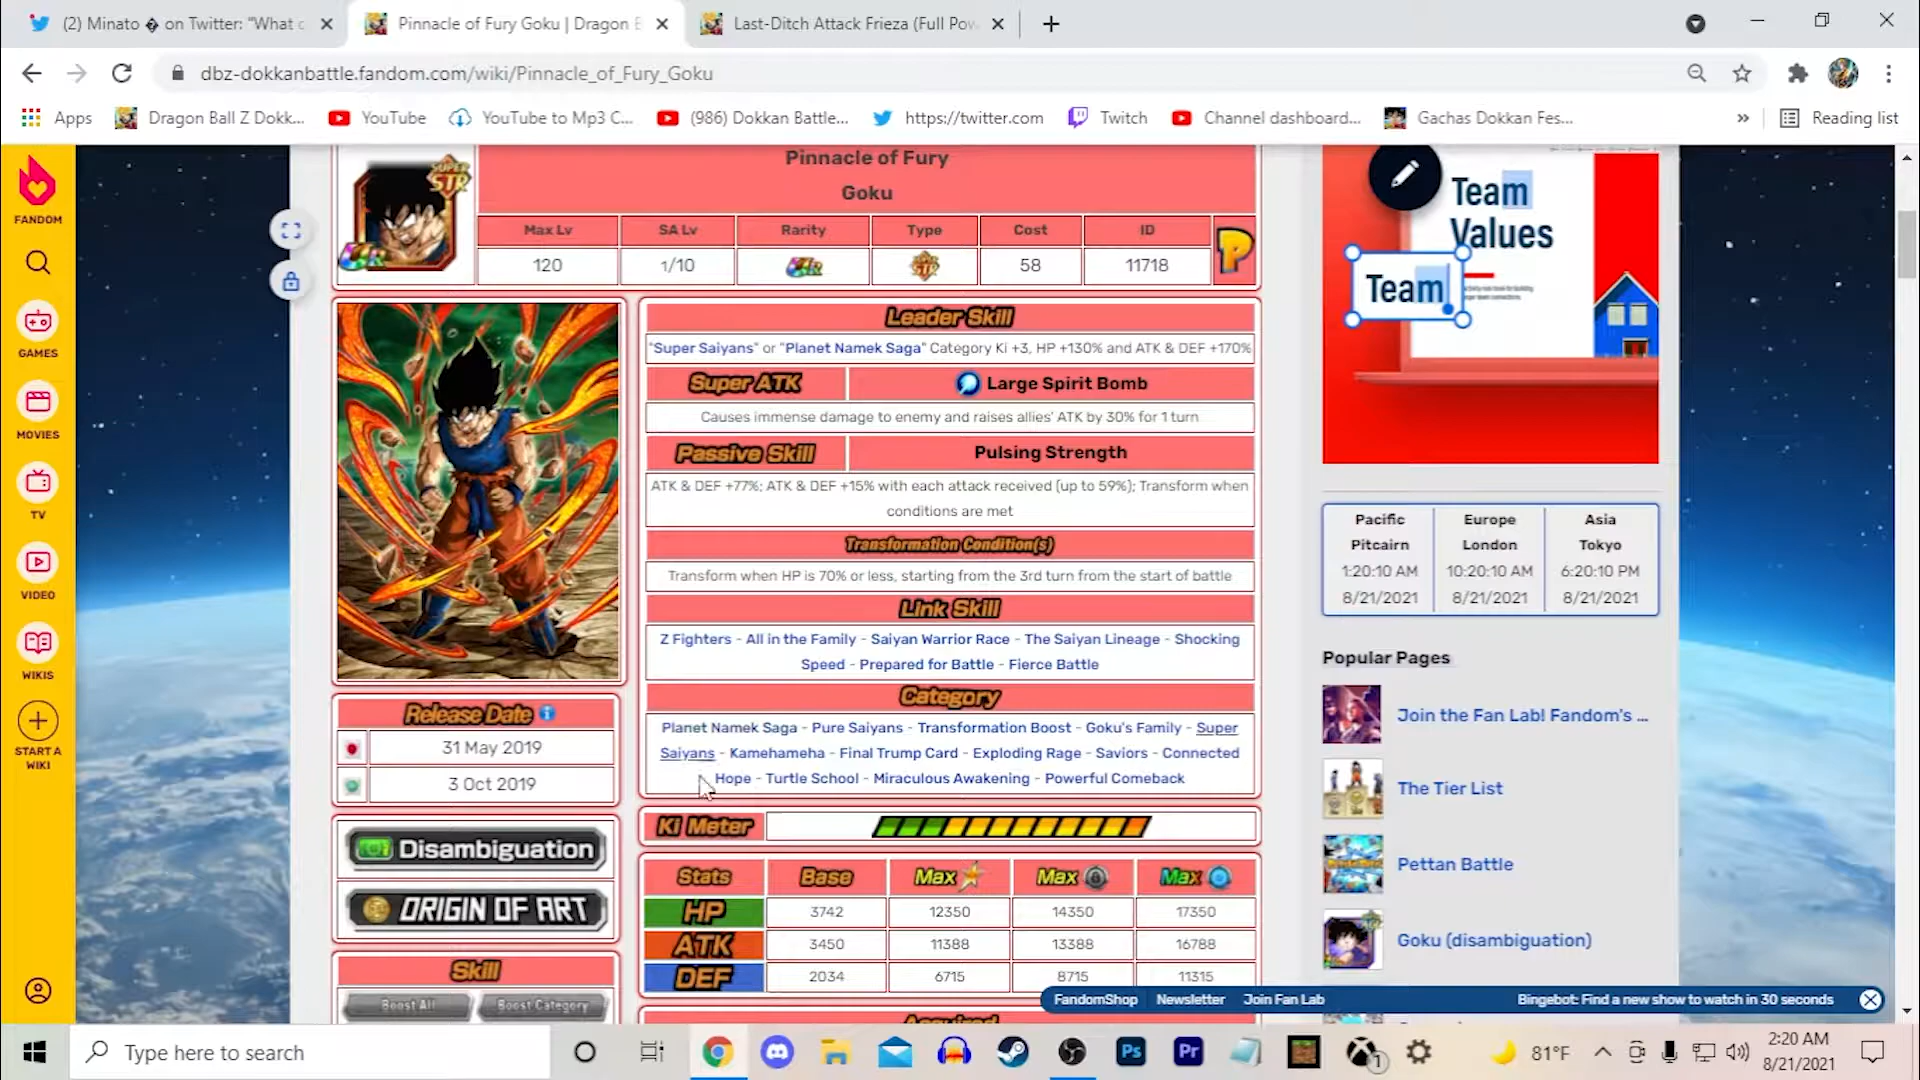 (2) Minato � on Twitter: "What c
Pinnacle of Fury Goku | Dragon B
Last-Ditch Attack Frieza (Full Pow
dbz-dokkanbattle.fandom.com/wiki/Pinnacle_of_Fury_Goku
Apps
Dragon Ball Z Dokk...
YouTube
YouTube to Mp3 C...
(986) Dokkan Battle...
https://twitter.com
Twitch
Channel dashboard...
Gachas Dokkan Fes...
»
Reading list
FANDOM
GAMES
MOVIES
TV
VIDEO
WIKIS
START A
WIKI
Pinnacle of Fury
Goku
SUPER
STR
UR
Max Lv SA Lv Rarity Type Cost ID
120 1/10 UR STR 58 11718
P
Leader Skill
"Super Saiyans" or "Planet Namek Saga" Category Ki +3, HP +130% and ATK & DEF +170%
Super ATK Large Spirit Bomb
Causes immense damage to enemy and raises allies' ATK by 30% for 1 turn
Passive Skill Pulsing Strength
ATK & DEF +77%; ATK & DEF +15% with each attack received (up to 59%); Transform when
conditions are met
Transformation Condition(s)
Transform when HP is 70% or less, starting from the 3rd turn from the start of battle
Link Skill
Z Fighters - All in the Family - Saiyan Warrior Race - The Saiyan Lineage - Shocking
Speed - Prepared for Battle - Fierce Battle
Category
Planet Namek Saga - Pure Saiyans - Transformation Boost - Goku's Family - Super
Saiyans - Kamehameha - Final Trump Card - Exploding Rage - Saviors - Connected
Hope - Turtle School - Miraculous Awakening - Powerful Comeback
Ki Meter
Stats Base Max Max Max
HP 3742 12350 14350 17350
ATK 3450 11388 13388 16788
DEF 2034 6715 8715 11315
Acquired
Release Date
31 May 2019
3 Oct 2019
Disambiguation
ORIGIN OF ART
Skill
Boost All Boost Category
Team
Values
Team
Pacific
Pitcairn
1:20:10 AM
8/21/2021
Europe
London
10:20:10 AM
8/21/2021
Asia
Tokyo
6:20:10 PM
8/21/2021
Popular Pages
Join the Fan Lab! Fandom's ...
The Tier List
Pettan Battle
Goku (disambiguation)
FandomShop Newsletter Join Fan Lab Bingebot: Find a new show to watch in 30 seconds
Type here to search
Ps
Pr
1
81°F
2:20 AM
8/21/2021